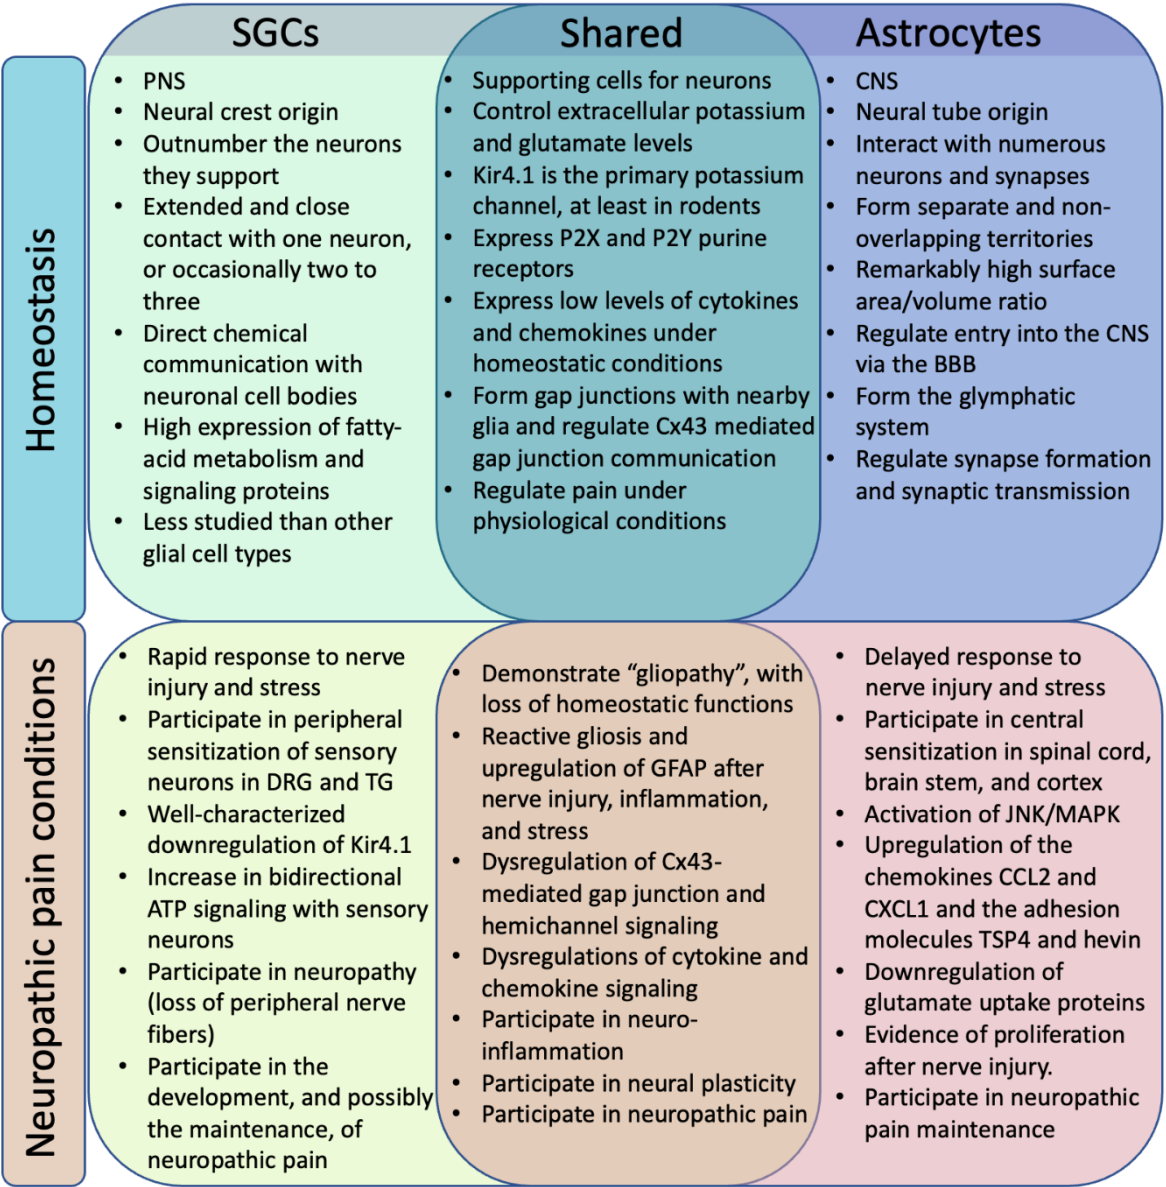 SGCs
Shared
Astrocytes
Homeostasis
• PNS
• Neural crest origin
• Outnumber the neurons
they support
• Extended and close
contact with one neuron,
or occasionally two to
three
• Direct chemical
communication with
neuronal cell bodies
• High expression of fatty-
acid metabolism and
signaling proteins
• Less studied than other
glial cell types
• Supporting cells for neurons
• Control extracellular potassium
and glutamate levels
• Kir4.1 is the primary potassium
channel, at least in rodents
• Express P2X and P2Y purine
receptors
• Express low levels of cytokines
and chemokines under
homeostatic conditions
• Form gap junctions with nearby
glia and regulate Cx43 mediated
gap junction communication
• Regulate pain under
physiological conditions
• CNS
• Neural tube origin
• Interact with numerous
neurons and synapses
• Form separate and non-
overlapping territories
• Remarkably high surface
area/volume ratio
• Regulate entry into the CNS
via the BBB
• Form the glymphatic
system
• Regulate synapse formation
and synaptic transmission
Neuropathic pain conditions
• Rapid response to nerve
injury and stress
• Participate in peripheral
sensitization of sensory
neurons in DRG and TG
• Well-characterized
downregulation of Kir4.1
• Increase in bidirectional
ATP signaling with sensory
neurons
• Participate in neuropathy
(loss of peripheral nerve
fibers)
• Participate in the
development, and possibly
the maintenance, of
neuropathic pain
• Demonstrate “gliopathy”, with
loss of homeostatic functions
• Reactive gliosis and
upregulation of GFAP after
nerve injury, inflammation,
and stress
• Dysregulation of Cx43-
mediated gap junction and
hemichannel signaling
• Dysregulations of cytokine and
chemokine signaling
• Participate in neuro-
inflammation
• Participate in neural plasticity
• Participate in neuropathic pain
• Delayed response to
nerve injury and stress
• Participate in central
sensitization in spinal cord,
brain stem, and cortex
• Activation of JNK/MAPK
• Upregulation of the
chemokines CCL2 and
CXCL1 and the adhesion
molecules TSP4 and hevin
• Downregulation of
glutamate uptake proteins
• Evidence of proliferation
after nerve injury.
• Participate in neuropathic
pain maintenance